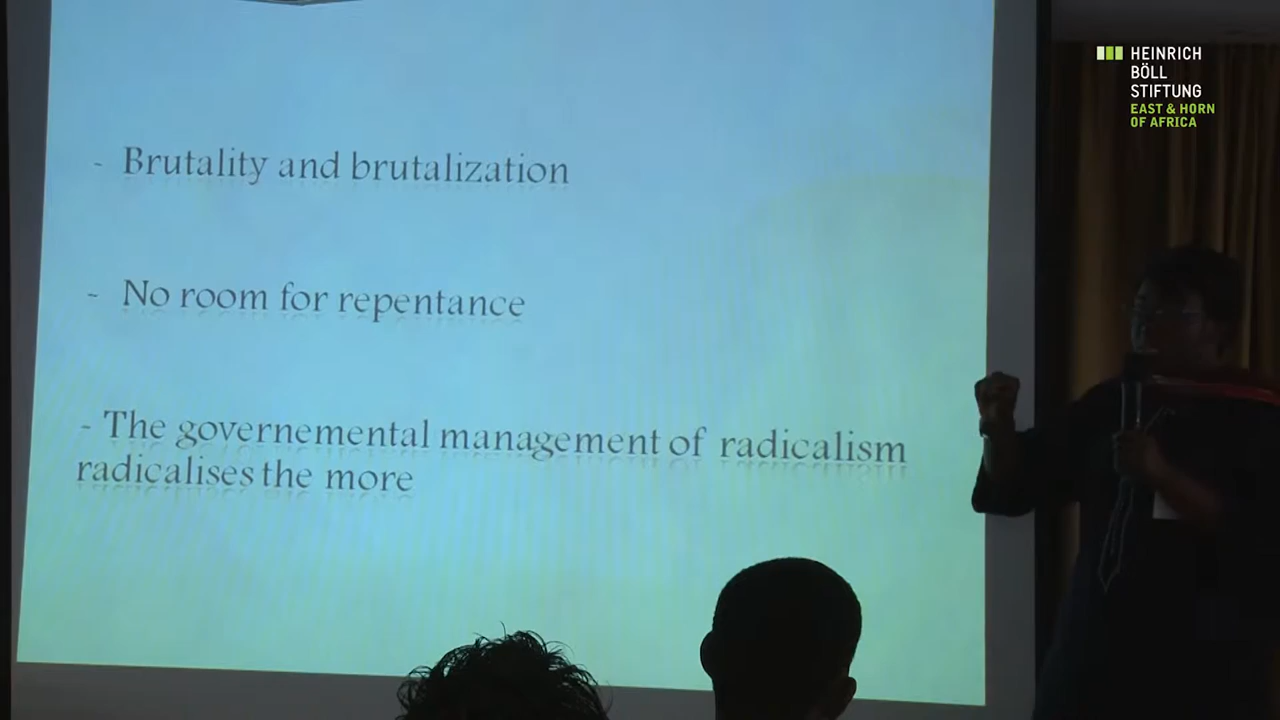 HEINRICH
BÖLL
STIFTUNG
EAST & HORN
OF AFRICA
- Brutality and brutalization
- No room for repentance
- The governemental management of radicalism
radicalises the more